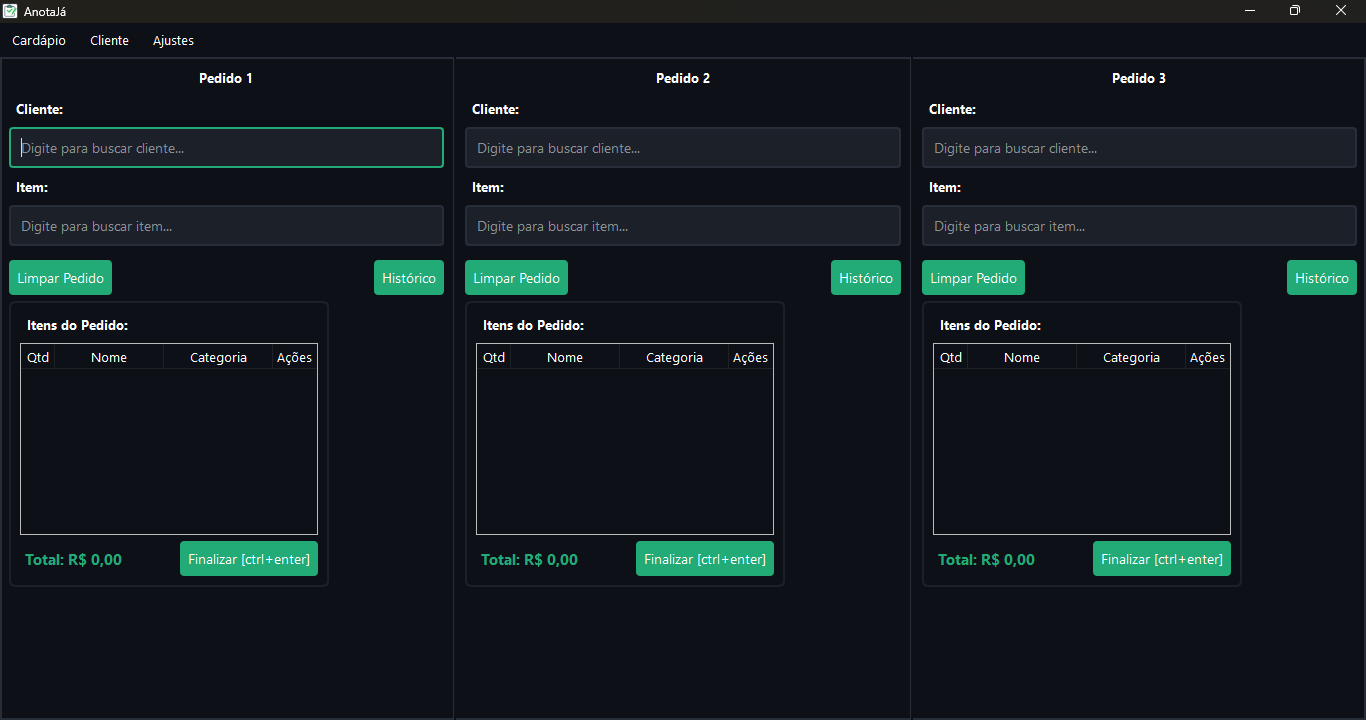 AnotaJá
Cardápio Cliente Ajustes
Pedido 1
Cliente:
Digite para buscar cliente...
Item:
Digite para buscar item...
Limpar Pedido Histórico
Itens do Pedido:
Qtd Nome Categoria Ações
Total: R$ 0,00 Finalizar [ctrl+enter]
Pedido 2
Cliente:
Digite para buscar cliente...
Item:
Digite para buscar item...
Limpar Pedido Histórico
Itens do Pedido:
Qtd Nome Categoria Ações
Total: R$ 0,00 Finalizar [ctrl+enter]
Pedido 3
Cliente:
Digite para buscar cliente...
Item:
Digite para buscar item...
Limpar Pedido Histórico
Itens do Pedido:
Qtd Nome Categoria Ações
Total: R$ 0,00 Finalizar [ctrl+enter]